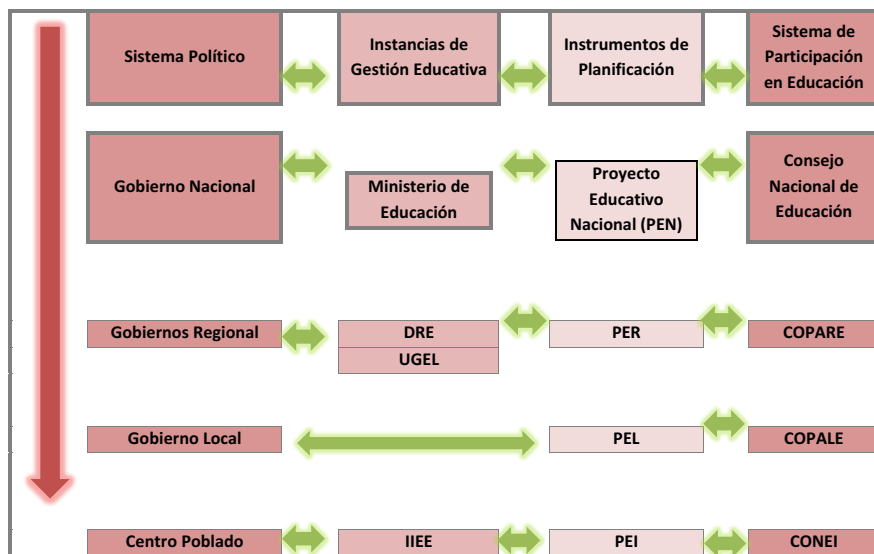 Sistema Político
Instancias de
Gestión Educativa
Instrumentos de
Planificación
Sistema de
Participación
en Educación
Gobierno Nacional
Ministerio de
Educación
Proyecto
Educativo
Nacional (PEN)
Consejo
Nacional de
Educación
Gobiernos Regional
DRE
UGEL
PER
COPARE
Gobierno Local
PEL
COPALE
Centro Poblado
IIEE
PEI
CONEI